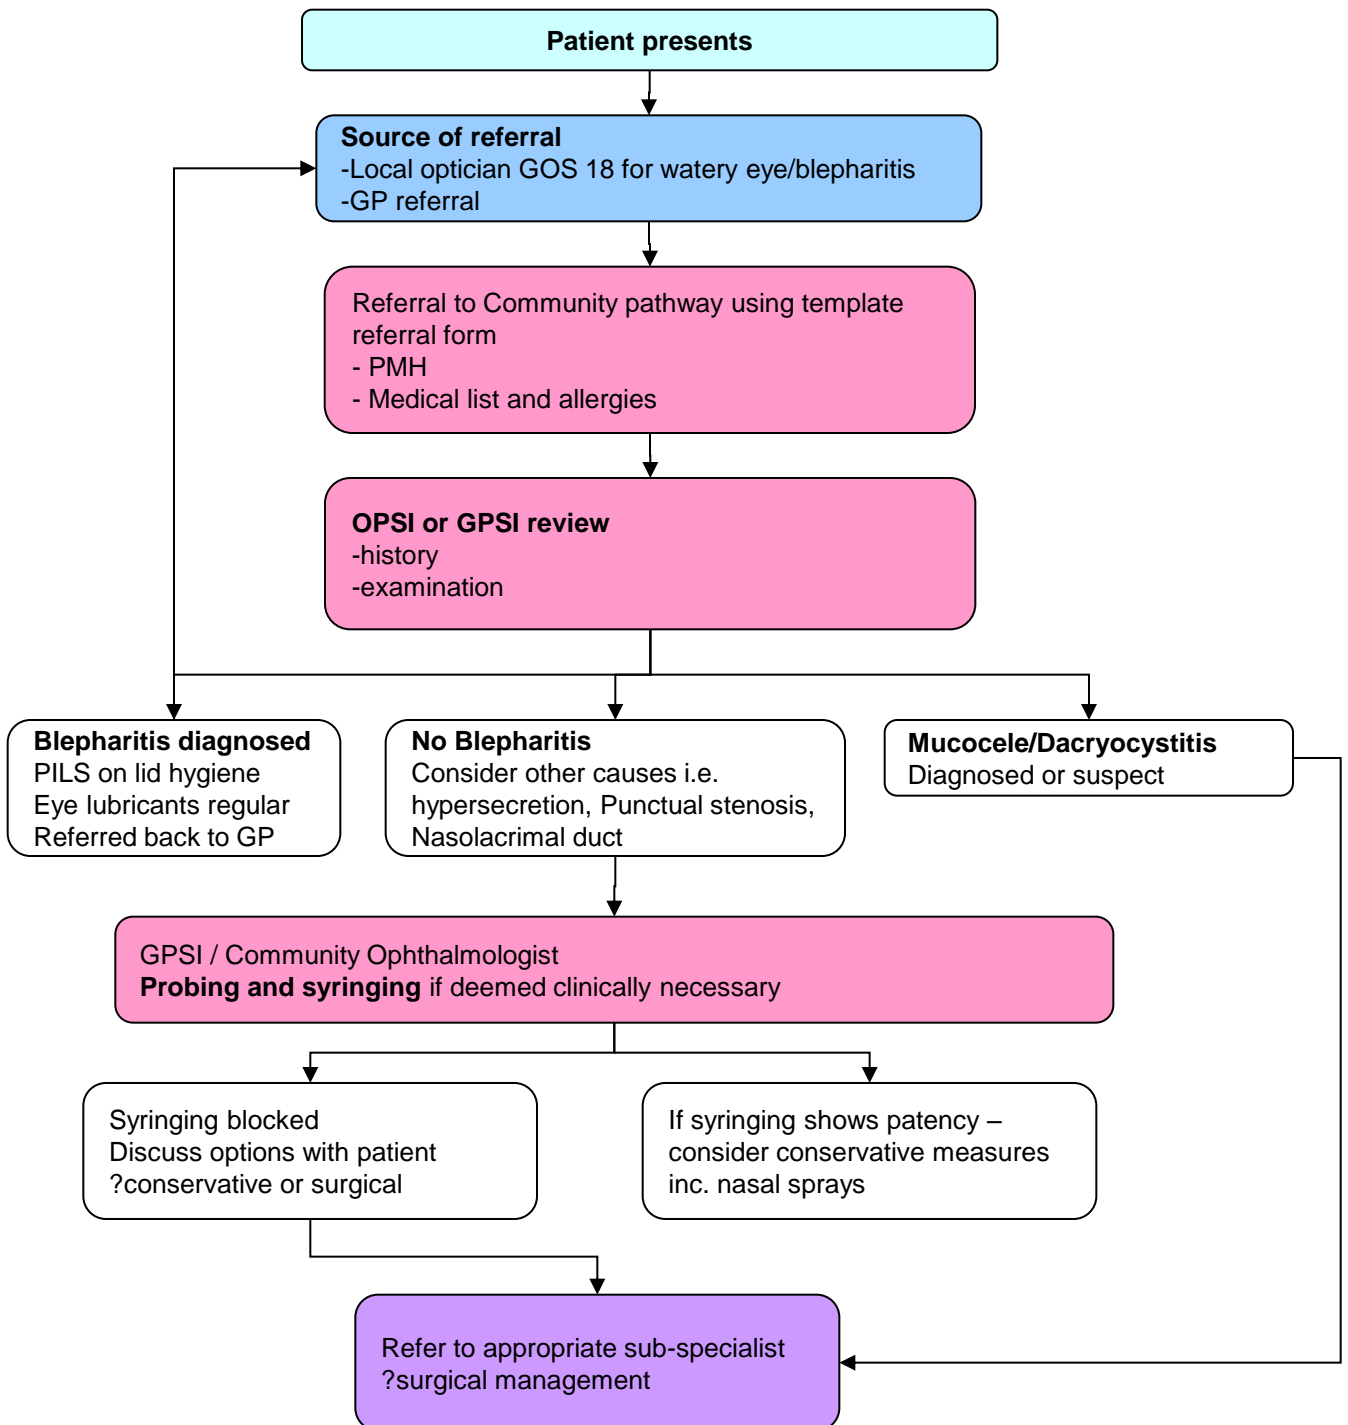 Patient presents
Source of referral
-Local optician GOS 18 for watery eye/blepharitis
-GP referral
Referral to Community pathway using template
referral form
- PMH
- Medical list and allergies
OPSI or GPSI review
-history
-examination
Blepharitis diagnosed
PILS on lid hygiene
Eye lubricants regular
Referred back to GP
No Blepharitis
Consider other causes i.e.
hypersecretion, Punctual stenosis,
Nasolacrimal duct
Mucocele/Dacryocystitis
Diagnosed or suspect
GPSI / Community Ophthalmologist
Probing and syringing if deemed clinically necessary
Syringing blocked
Discuss options with patient
?conservative or surgical
If syringing shows patency –
consider conservative measures
inc. nasal sprays
Refer to appropriate sub-specialist
?surgical management